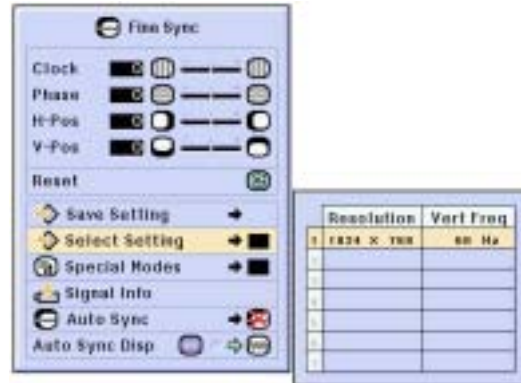 Fine Sync
Clock
Phase
H-Pos
V-Pos
Reset
Save Setting
Select Setting
Special Modes
Signal Info
Auto Sync
Auto Sync Disp
Resolution Vert Freq
1 1024 X 768 60 Hz